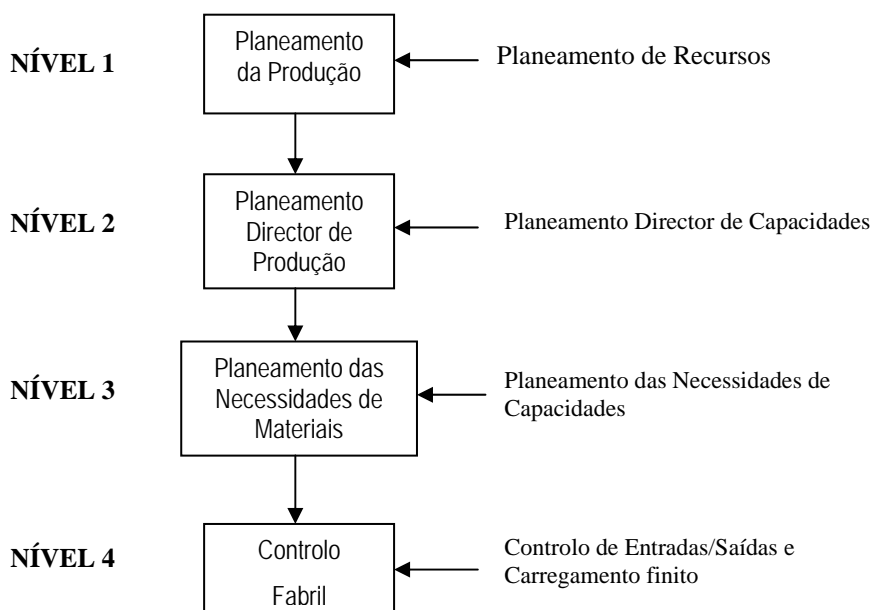 NÍVEL 1
Planeamento
da Produção
Planeamento de Recursos
NÍVEL 2
Planeamento
Director de
Produção
Planeamento Director de Capacidades
NÍVEL 3
Planeamento das
Necessidades de
Materiais
Planeamento das Necessidades de
Capacidades
NÍVEL 4
Controlo
Fabril
Controlo de Entradas/Saídas e
Carregamento finito